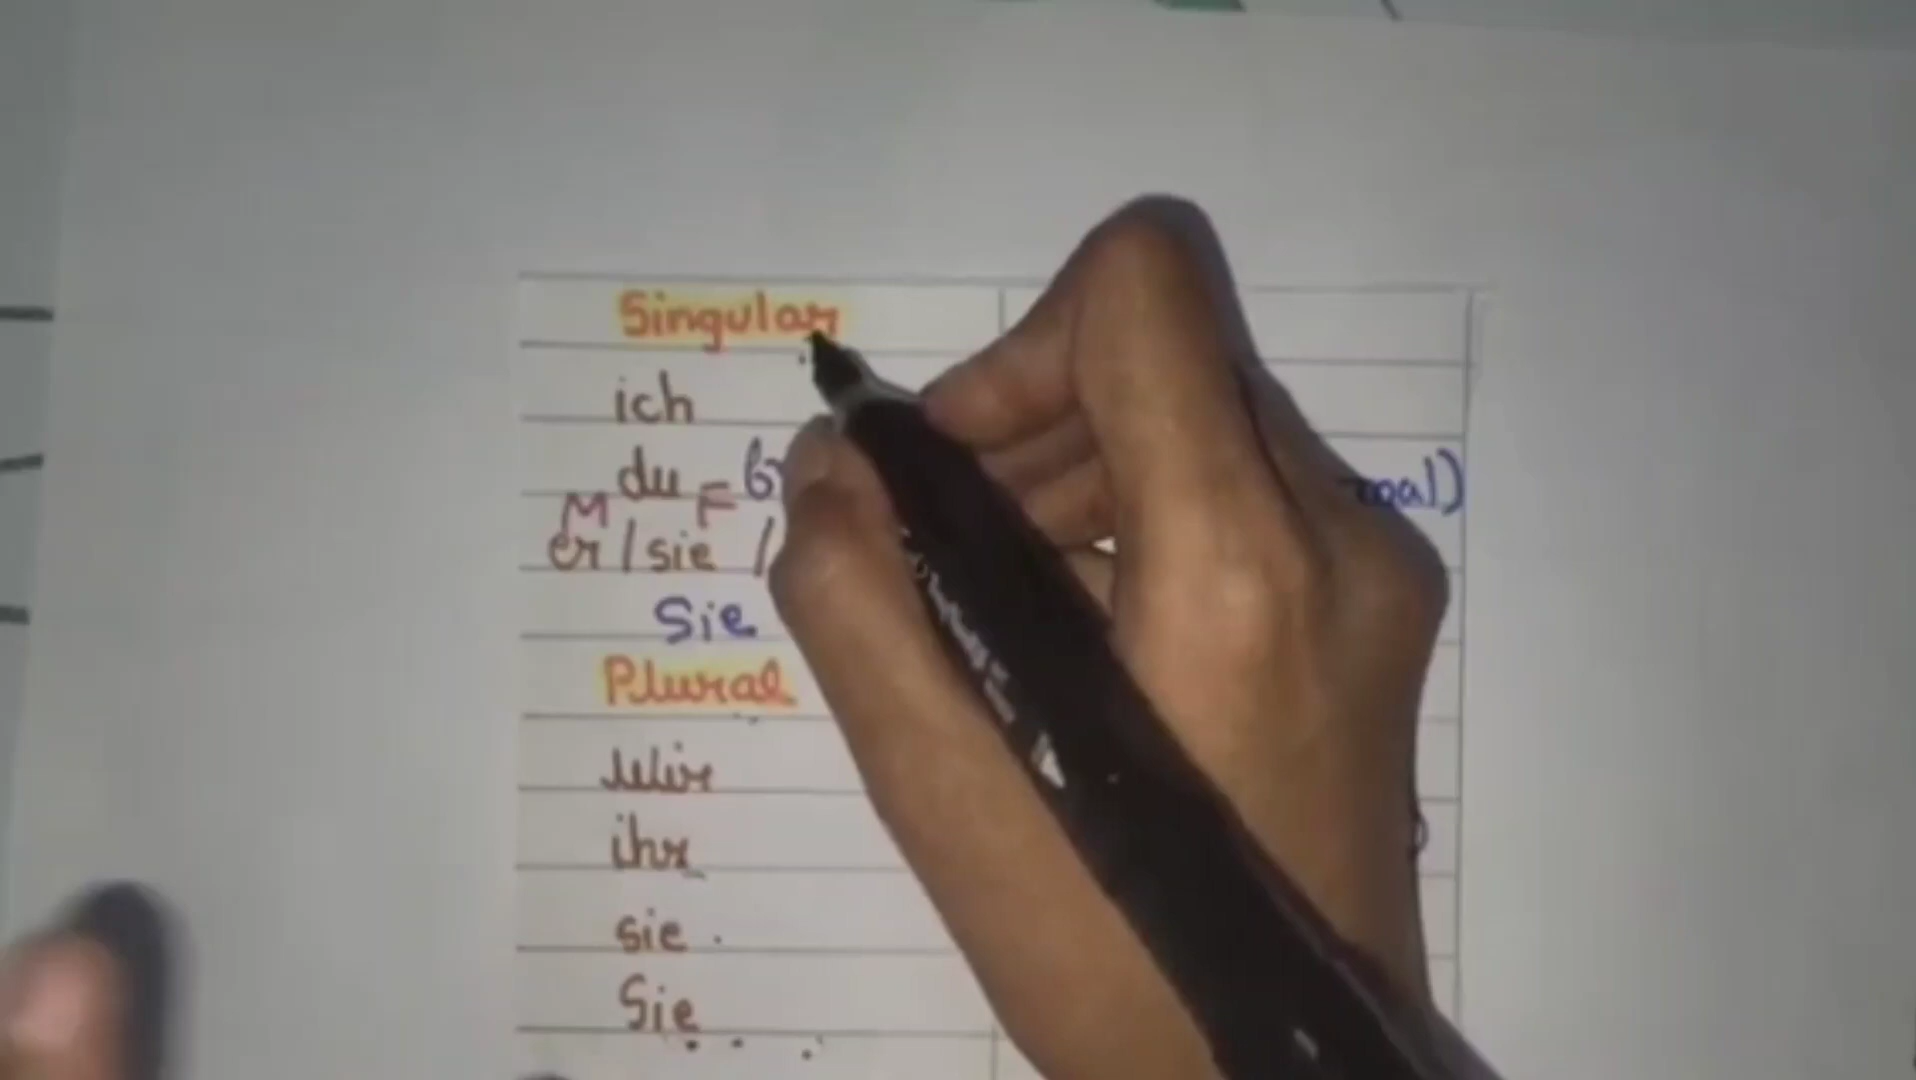 Singular
ich
du
M F
er / sie /
Sie
Plural
Wir
ihr
sie
Sie